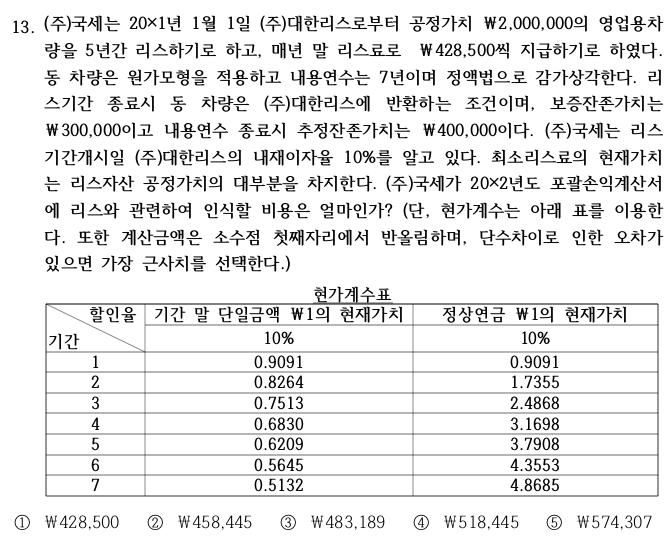 13. (주)국세는 20×1년 1월 1일 (주)대한리스로부터 공정가치 ₩2,000,000의 영업용차
량을 5년간 리스하기로 하고, 매년 말 리스료로 ₩428,500씩 지급하기로 하였다.
동 차량은 원가모형을 적용하고 내용연수는 7년이며 정액법으로 감가상각한다. 리
스기간 종료시 동 차량은 (주)대한리스에 반환하는 조건이며, 보증잔존가치는
₩300,000이고 내용연수 종료시 추정잔존가치는 ₩400,000이다. (주)국세는 리스
기간개시일 (주)대한리스의 내재이자율 10%를 알고 있다. 최소리스료의 현재가치
는 리스자산 공정가치의 대부분을 차지한다. (주)국세가 20×2년도 포괄손익계산서
에 리스와 관련하여 인식할 비용은 얼마인가? (단, 현가계수는 아래 표를 이용한
다. 또한 계산금액은 소수점 첫째자리에서 반올림하며, 단수차이로 인한 오차가
있으면 가장 근사치를 선택한다.)
현가계수표
할인율 기간 말 단일금액 ₩1의 현재가치 정상연금 ₩1의 현재가치
기간 10% 10%
1 0.9091 0.9091
2 0.8264 1.7355
3 0.7513 2.4868
4 0.6830 3.1698
5 0.6209 3.7908
6 0.5645 4.3553
7 0.5132 4.8685
① ₩428,500 ② ₩458,445 ③ ₩483,189 ④ ₩518,445 ⑤ ₩574,307